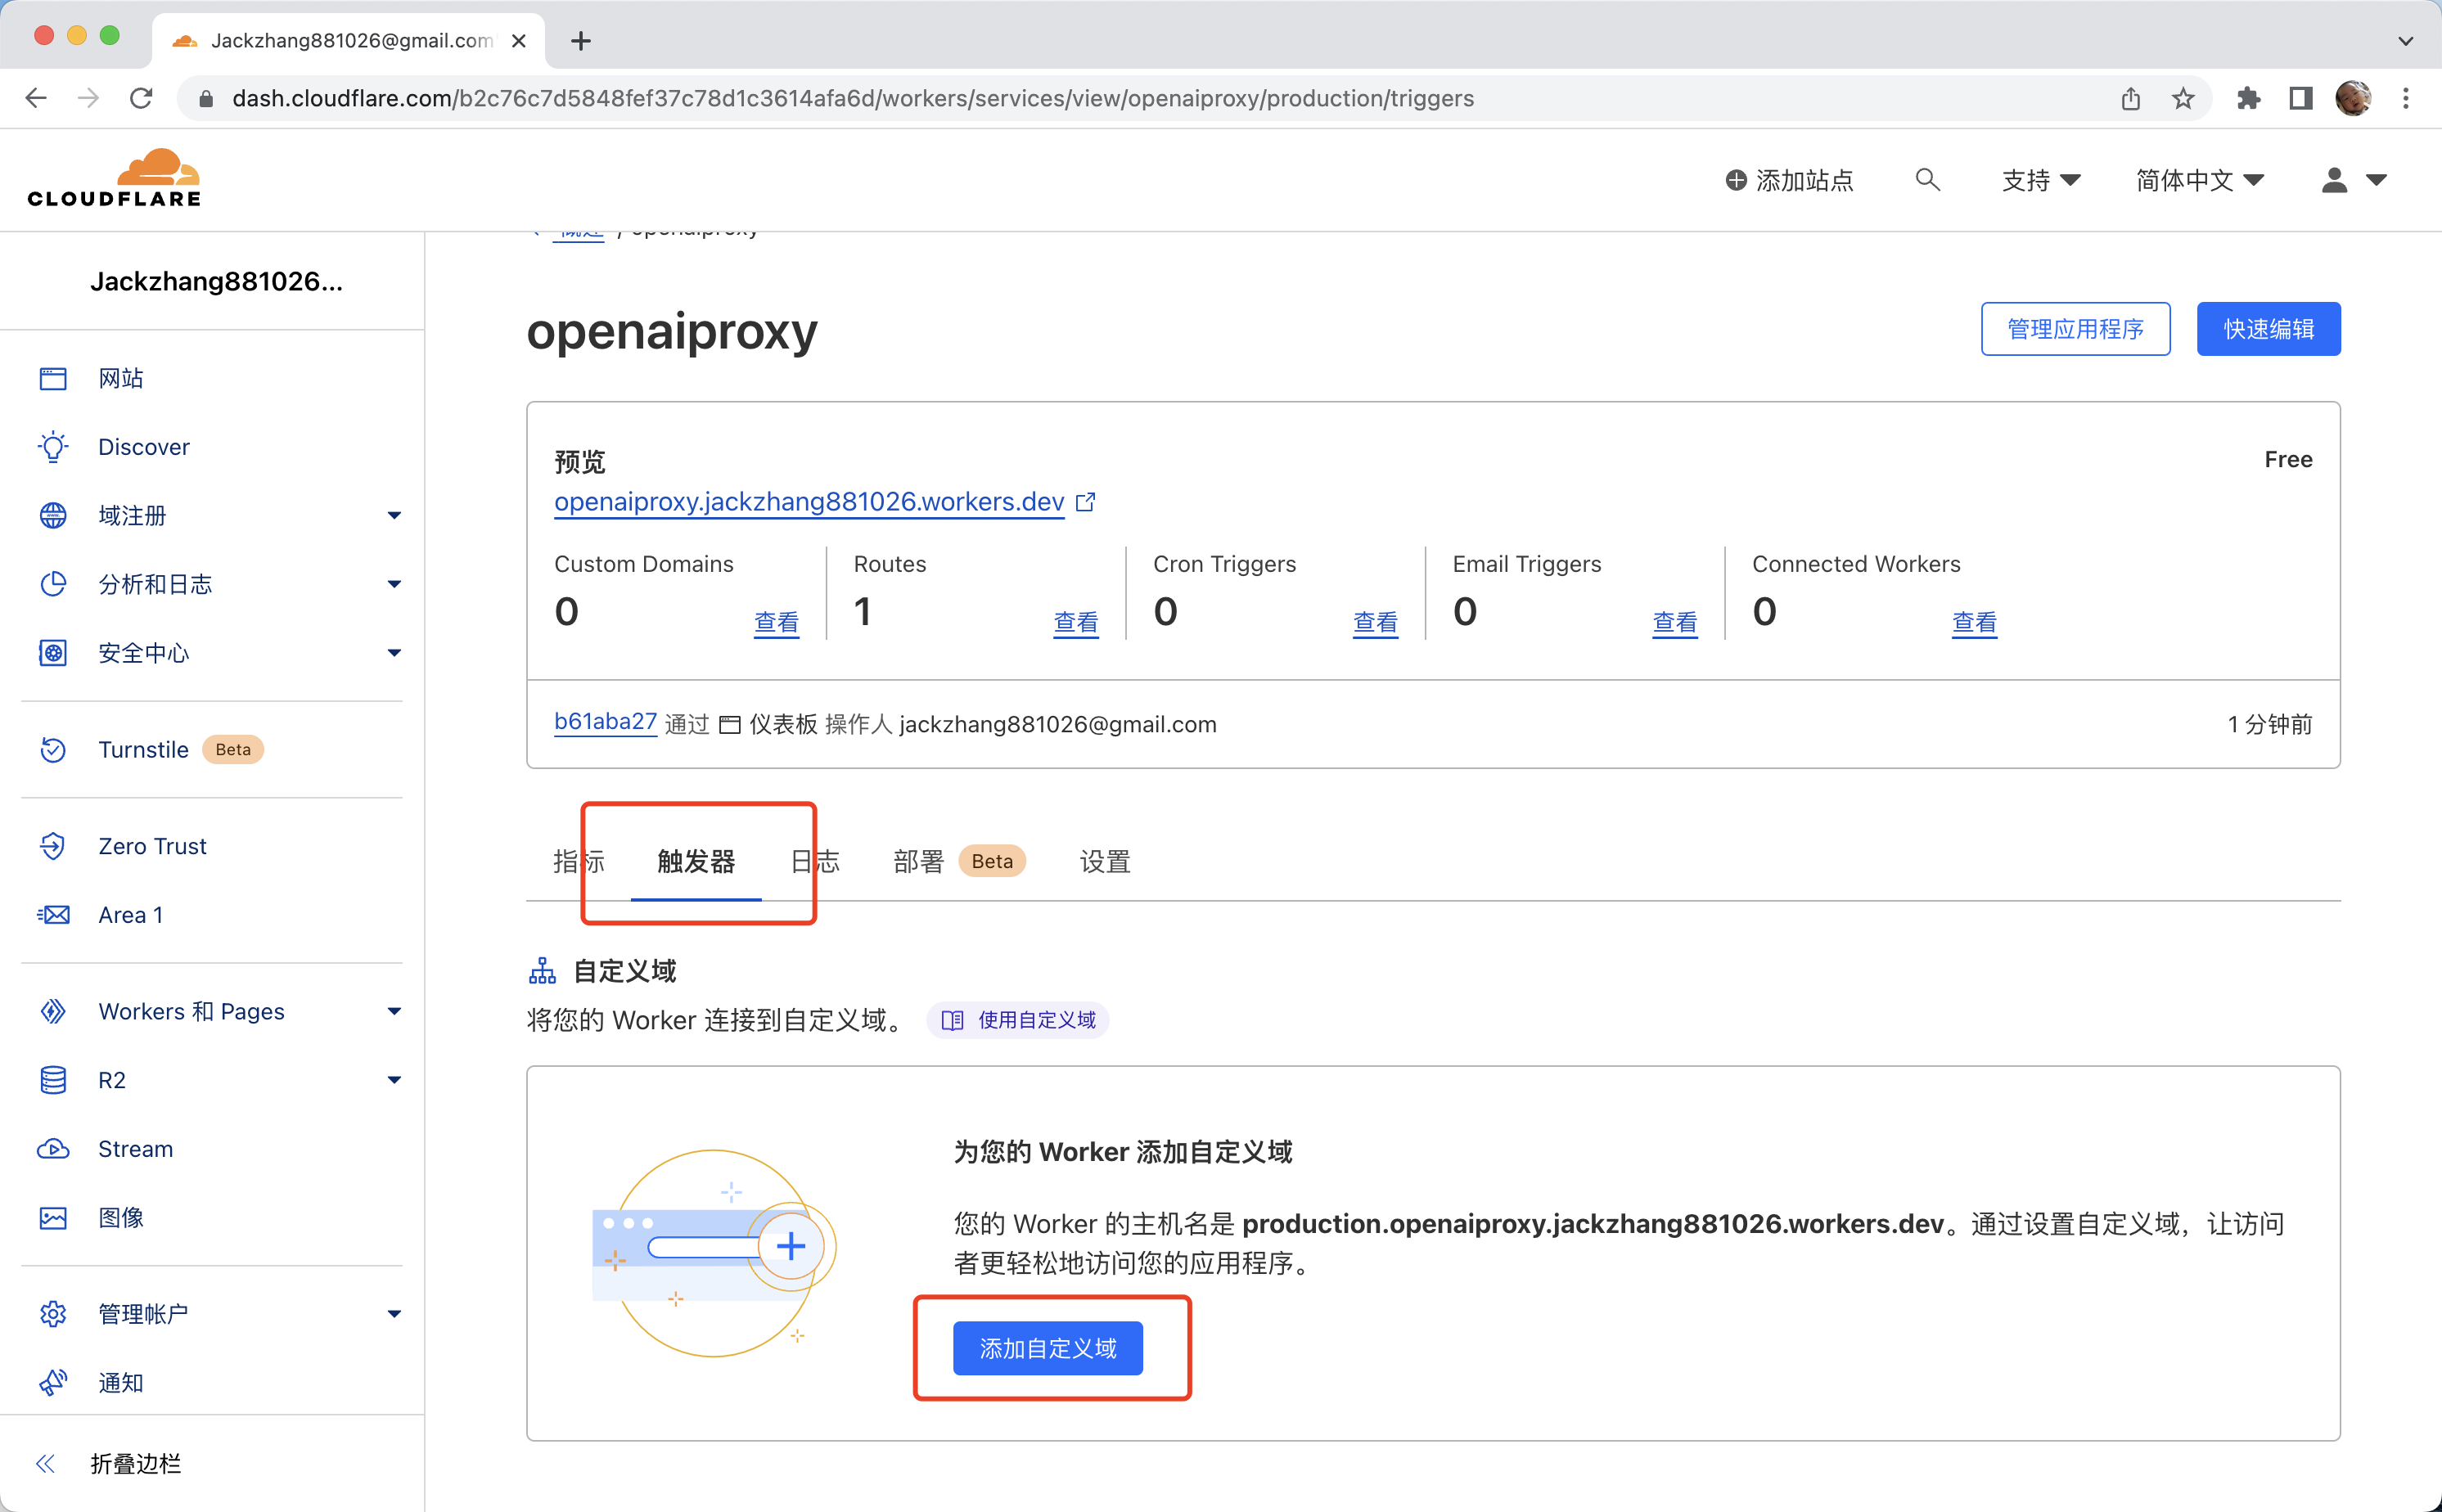 Jackzhang881026@gmail.com'
dash.cloudflare.com/b2c76c7d5848fef37c78d1c3614afa6d/workers/services/view/openaiproxy/production/triggers
CLOUDFLARE
添加站点
支持
简体中文
Jackzhang881026...
网站
Discover
域注册
分析和日志
安全中心
Turnstile Beta
Zero Trust
Area 1
Workers 和 Pages
R2
Stream
图像
管理帐户
通知
折叠边栏
概述 / openaiproxy
openaiproxy
管理应用程序
快速编辑
预览
Free
openaiproxy.jackzhang881026.workers.dev
Custom Domains
0
查看
Routes
1
查看
Cron Triggers
0
查看
Email Triggers
0
查看
Connected Workers
0
查看
b61aba27 通过 仪表板 操作人 jackzhang881026@gmail.com
1 分钟前
指标 触发器 日志 部署 Beta 设置
自定义域
将您的 Worker 连接到自定义域。 使用自定义域
为您的 Worker 添加自定义域
您的 Worker 的主机名是 production.openaiproxy.jackzhang881026.workers.dev。通过设置自定义域，让访问
者更轻松地访问您的应用程序。
添加自定义域